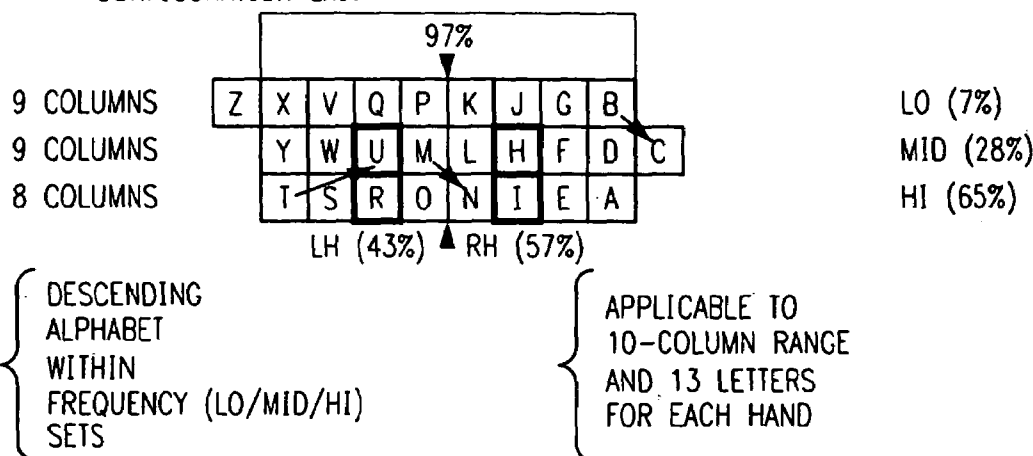 97%
9 COLUMNS Z X V Q P K J G B LO (7%)
9 COLUMNS Y W U M L H F D C MID (28%)
8 COLUMNS T S R O N I E A HI (65%)
LH (43%) RH (57%)
DESCENDING
ALPHABET
WITHIN
FREQUENCY (LO/MID/HI)
SETS
APPLICABLE TO
10-COLUMN RANGE
AND 13 LETTERS
FOR EACH HAND